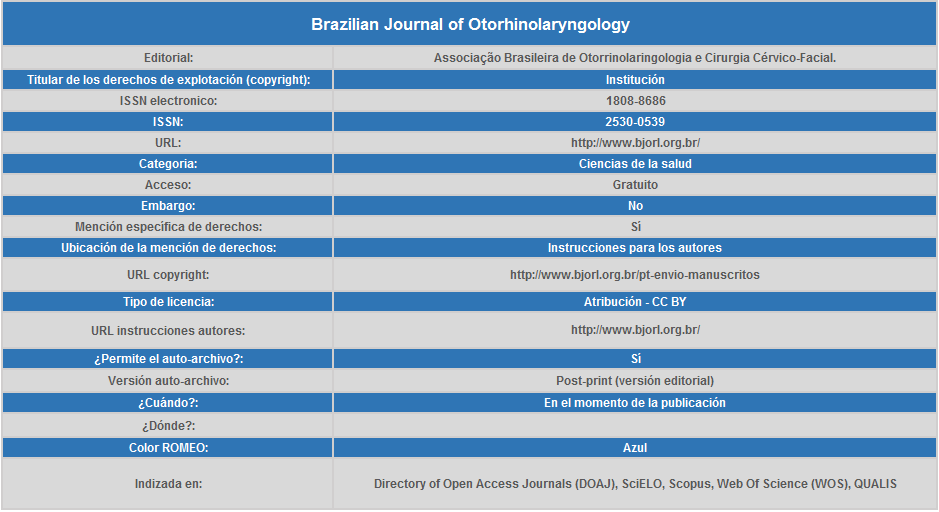 Brazilian Journal of Otorhinolaryngology
Editorial: Associação Brasileira de Otorrinolaringologia e Cirurgia Cérvico-Facial.
Titular de los derechos de explotación (copyright): Institución
ISSN electronico: 1808-8686
ISSN: 2530-0539
URL: http://www.bjorl.org.br/
Categoria: Ciencias de la salud
Acceso: Gratuíto
Embargo: No
Mención específica de derechos: Sí
Ubicación de la mención de derechos: Instrucciones para los autores
URL copyright: http://www.bjorl.org.br/pt-envio-manuscritos
Tipo de licencia: Atribución - CC BY
URL instrucciones autores: http://www.bjorl.org.br/
¿Permite el auto-archivo?: Sí
Versión auto-archivo: Post-print (versión editorial)
¿Cuándo?: En el momento de la publicación
¿Dónde?:
Color ROMEO: Azul
Indizada en: Directory of Open Access Journals (DOAJ), SciELO, Scopus, Web Of Science (WOS), QUALIS